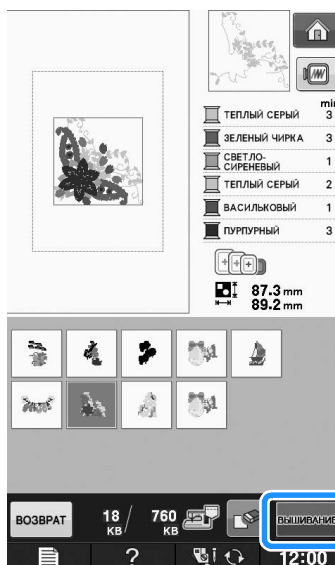 min
ТЕПЛЫЙ СЕРЫЙ 3
ЗЕЛЕНЫЙ ЧИРКА 3
СВЕТЛО-
СИРЕНЕВЫЙ 1
ТЕПЛЫЙ СЕРЫЙ 2
ВАСИЛЬКОВЫЙ 1
ПУРПУРНЫЙ 3
87.3 mm
89.2 mm
ВОЗВРАТ 18 KB / 760 KB ВЫШИВАНИЕ
? 12:00